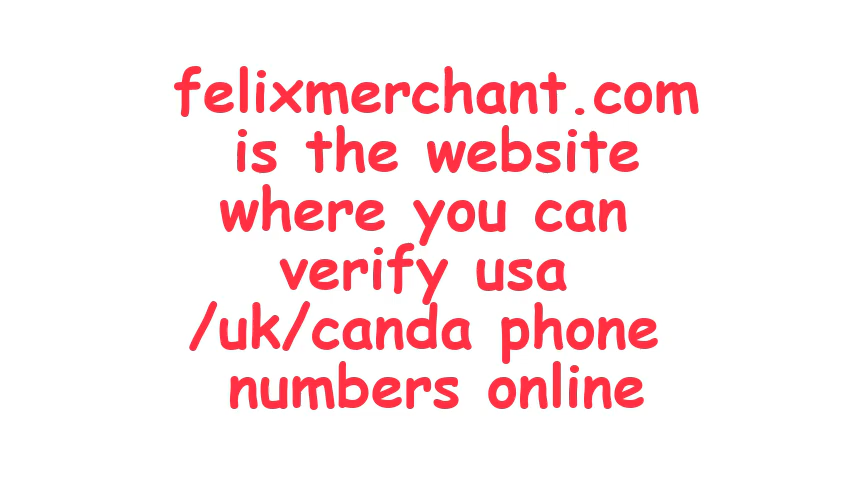 felixmerchant.com
is the website
where you can
verify usa
/uk/canda phone
numbers online